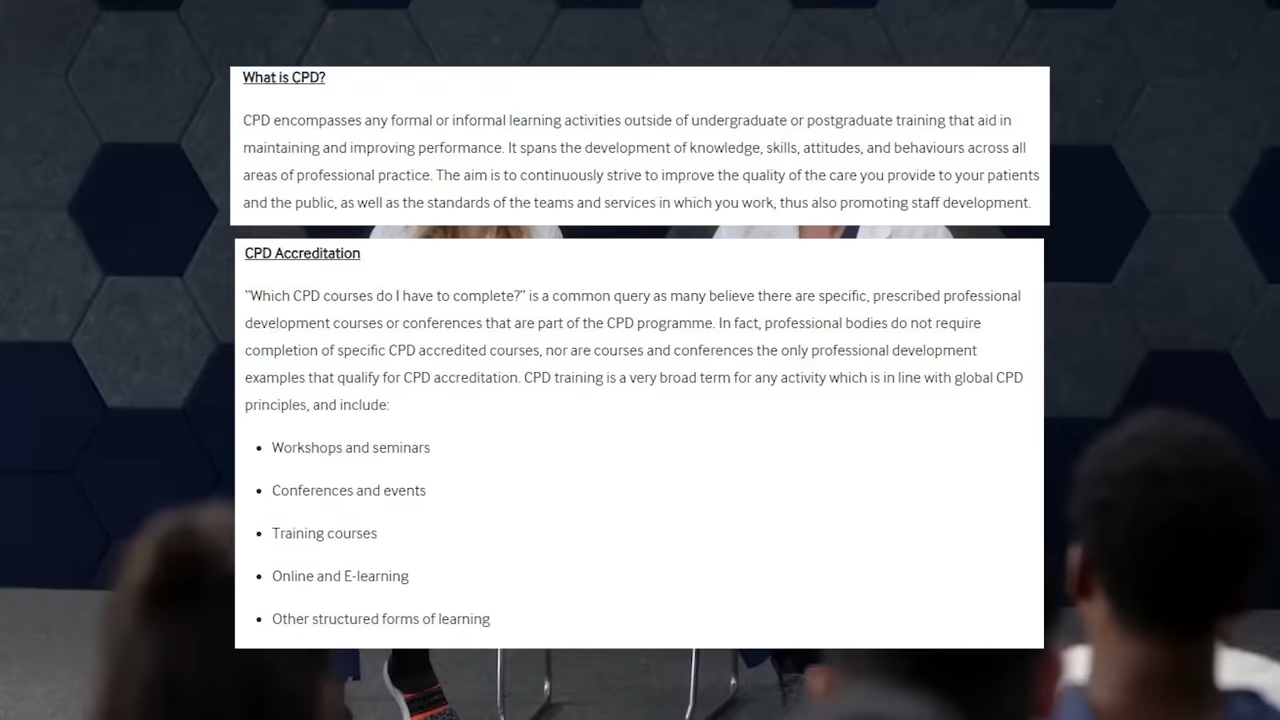 What is CPD?
CPD encompasses any formal or informal learning activities outside of undergraduate or postgraduate training that aid in
maintaining and improving performance. It spans the development of knowledge, skills, attitudes, and behaviours across all
areas of professional practice. The aim is to continuously strive to improve the quality of the care you provide to your patients
and the public, as well as the standards of the teams and services in which you work, thus also promoting staff development.
CPD Accreditation
“Which CPD courses do I have to complete?” is a common query as many believe there are specific, prescribed professional
development courses or conferences that are part of the CPD programme. In fact, professional bodies do not require
completion of specific CPD accredited courses, nor are courses and conferences the only professional development
examples that qualify for CPD accreditation. CPD training is a very broad term for any activity which is in line with global CPD
principles, and include:
• Workshops and seminars
• Conferences and events
• Training courses
• Online and E-learning
• Other structured forms of learning